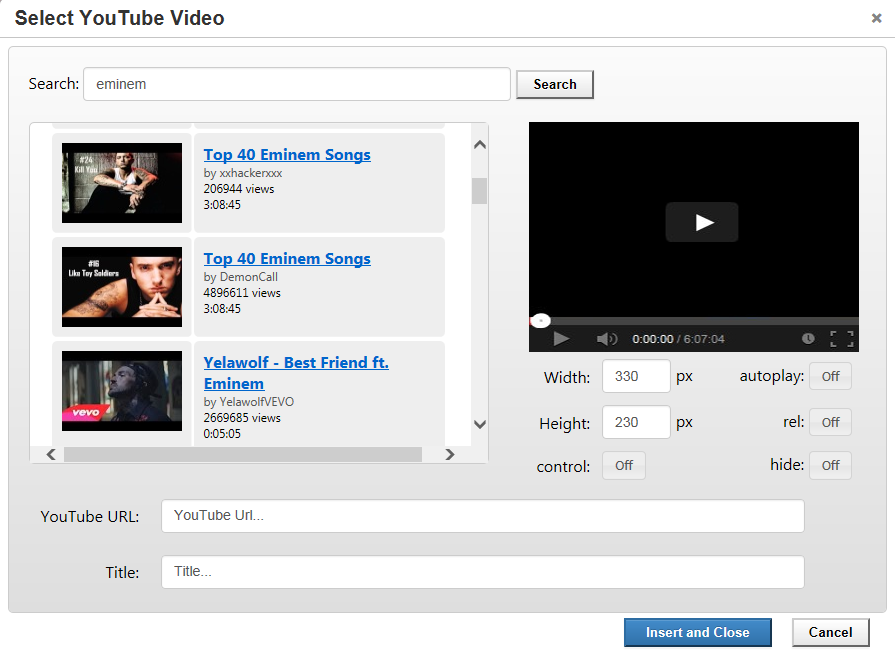 Select YouTube Video
×
Search: eminem Search
#24
Kill You
Top 40 Eminem Songs
by xxhackerxxx
206944 views
3:08:45
#16
Like Toy Soldiers
Top 40 Eminem Songs
by DemonCall
4896611 views
3:08:45
vevo
Yelawolf - Best Friend ft.
Eminem
by YelawolfVEVO
2669685 views
0:05:05
0:00:00 / 6:07:04
Width: 330 px autoplay: Off
Height: 230 px rel: Off
control: Off hide: Off
YouTube URL: YouTube Url...
Title: Title...
Insert and Close Cancel